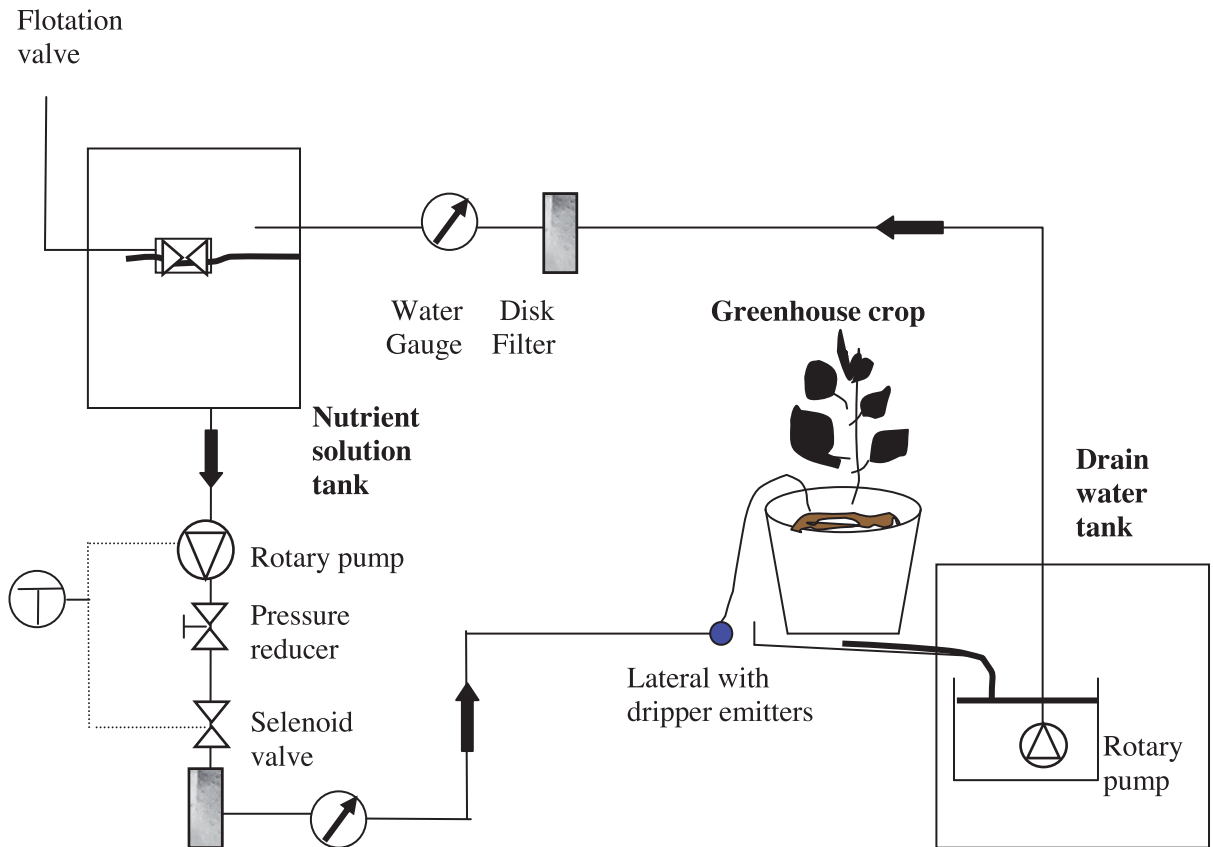 Flotation
valve
Water
Gauge
Disk
Filter
Greenhouse crop
Nutrient
solution
tank
Drain
water
tank
Rotary pump
T
Pressure
reducer
Lateral with
dripper emitters
Selenoid
valve
Rotary
pump